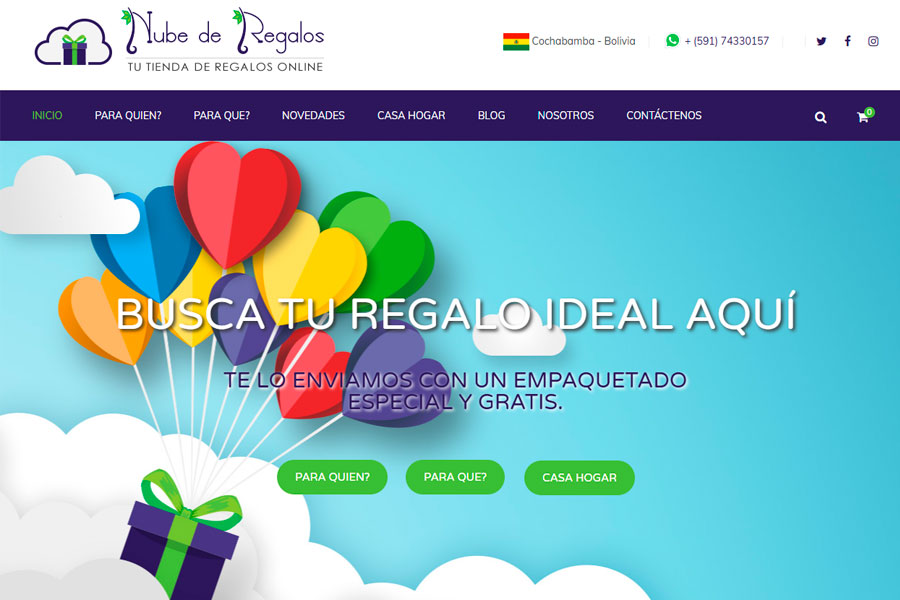 Nube de Regalos
TU TIENDA DE REGALOS ONLINE
Cochabamba - Bolivia
+ (591) 74330157
INICIO PARA QUIEN? PARA QUE? NOVEDADES CASA HOGAR BLOG NOSOTROS CONTÁCTENOS
0
BUSCA TU REGALO IDEAL AQUÍ
TE LO ENVIAMOS CON UN EMPAQUETADO
ESPECIAL Y GRATIS.
PARA QUIEN? PARA QUE? CASA HOGAR